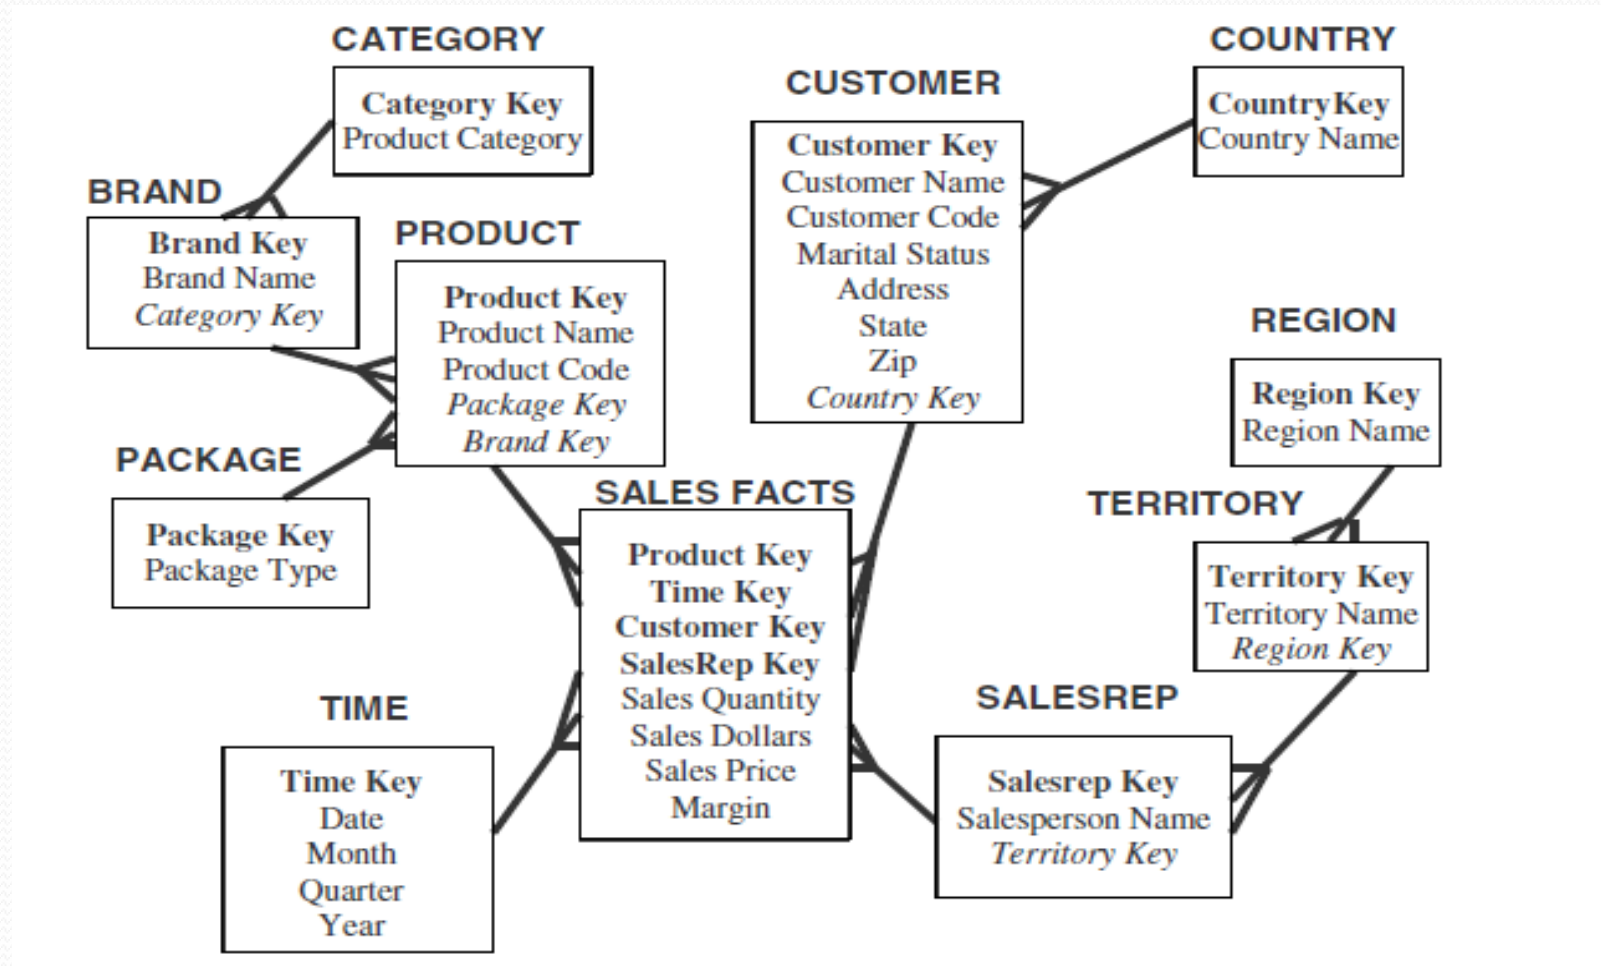 CATEGORY
Category Key
Product Category
BRAND
Brand Key
Brand Name
Category Key
PRODUCT
Product Key
Product Name
Product Code
Package Key
Brand Key
PACKAGE
Package Key
Package Type
CUSTOMER
Customer Key
Customer Name
Customer Code
Marital Status
Address
State
Zip
Country Key
COUNTRY
CountryKey
Country Name
REGION
Region Key
Region Name
TERRITORY
Territory Key
Territory Name
Region Key
SALES FACTS
Product Key
Time Key
Customer Key
SalesRep Key
Sales Quantity
Sales Dollars
Sales Price
Margin
TIME
Time Key
Date
Month
Quarter
Year
SALESREP
Salesrep Key
Salesperson Name
Territory Key